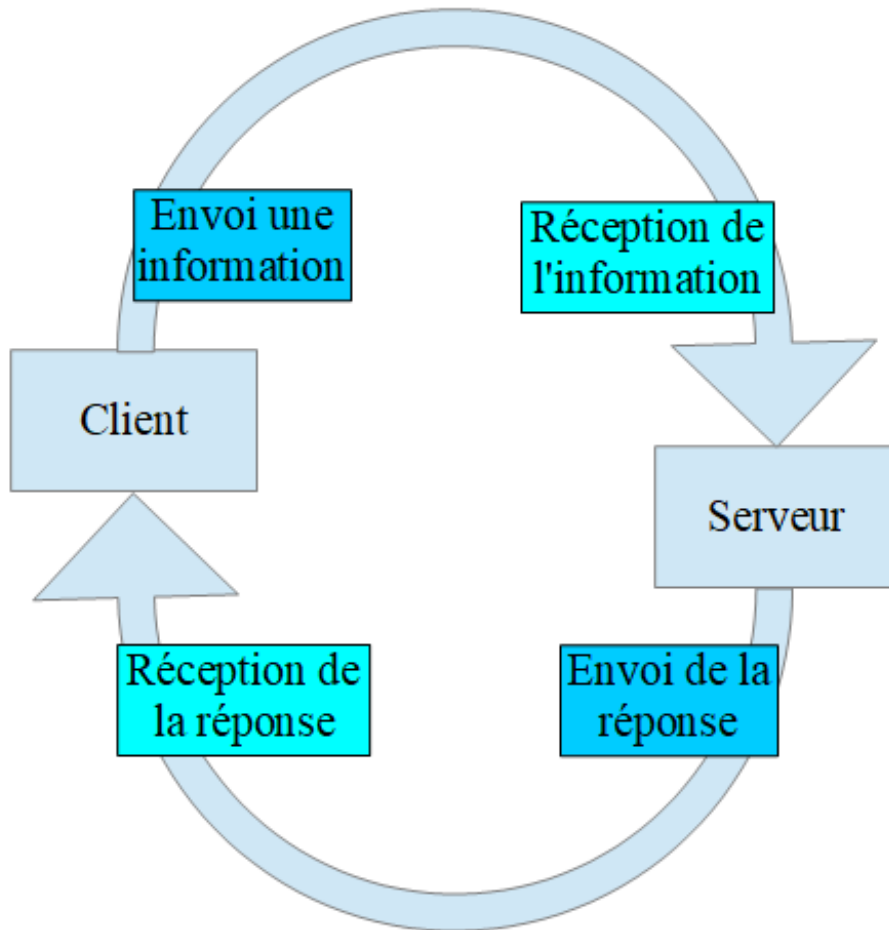 Envoi une
information
Réception de
l'information
Client
Serveur
Réception de
la réponse
Envoi de la
réponse